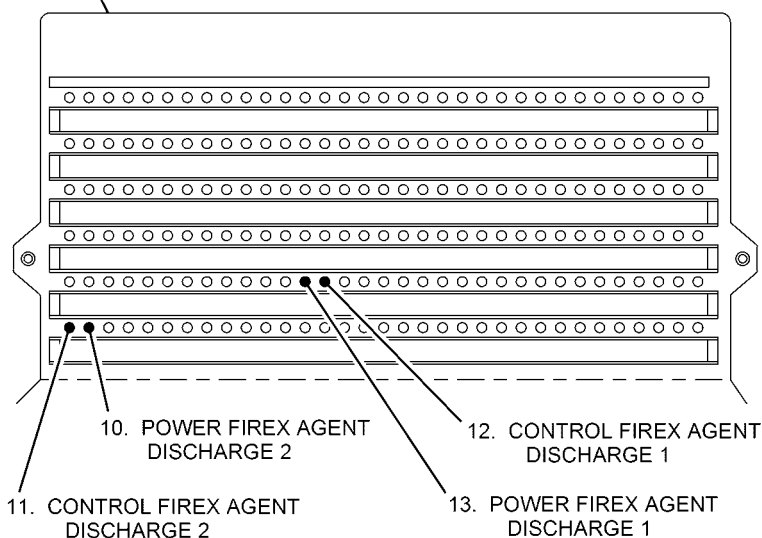 10. POWER FIREX AGENT
DISCHARGE 2
12. CONTROL FIREX AGENT
DISCHARGE 1
11. CONTROL FIREX AGENT
DISCHARGE 2
13. POWER FIREX AGENT
DISCHARGE 1